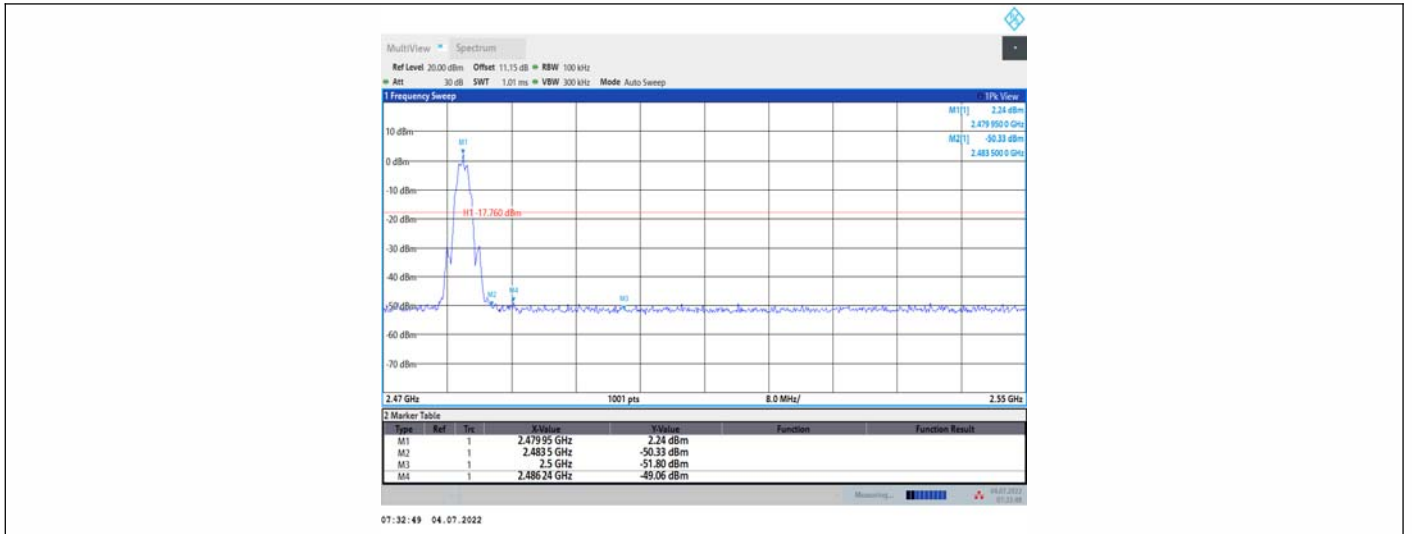 MultiView Spectrum
Ref Level 20.00 dBm Offset 11.15 dB RBW 100 kHz
Att 30 dB SWT 1.01 ms VBW 300 kHz Mode Auto Sweep
1 Frequency Sweep 1Pk View
M1[1] 2.24 dBm
2.479 950 0 GHz
M2[1] -50.33 dBm
2.483 500 0 GHz
10 dBm
M1
0 dBm
-10 dBm
H1 -17.760 dBm
-20 dBm
-30 dBm
-40 dBm
M2 M4 M3
-50 dBm
-60 dBm
-70 dBm
2.47 GHz 1001 pts 8.0 MHz/ 2.55 GHz
2 Marker Table
Type Ref Trc X-Value Y-Value Function Function Result
M1 1 2.479 95 GHz 2.24 dBm
M2 1 2.483 5 GHz -50.33 dBm
M3 1 2.5 GHz -51.80 dBm
M4 1 2.486 24 GHz -49.06 dBm
Measuring... 04.07.2022
07:32:49 04.07.2022